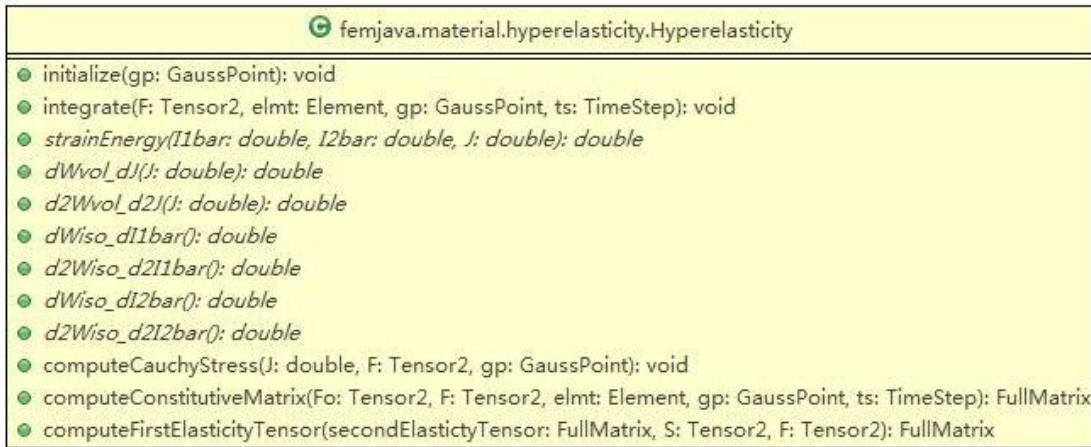 femjava.material.hyperelasticity.Hyperelasticity
initialize(gp: GaussPoint): void
integrate(F: Tensor2, elmt: Element, gp: GaussPoint, ts: TimeStep): void
strainEnergy(I1bar: double, I2bar: double, J: double): double
dWvol_dJ(J: double): double
d2Wvol_d2J(J: double): double
dWiso_dI1bar(): double
d2Wiso_d2I1bar(): double
dWiso_dI2bar(): double
d2Wiso_d2I2bar(): double
computeCauchyStress(J: double, F: Tensor2, gp: GaussPoint): void
computeConstitutiveMatrix(Fo: Tensor2, F: Tensor2, elmt: Element, gp: GaussPoint, ts: TimeStep): FullMatrix
computeFirstElasticityTensor(secondElastictyTensor: FullMatrix, S: Tensor2, F: Tensor2): FullMatrix